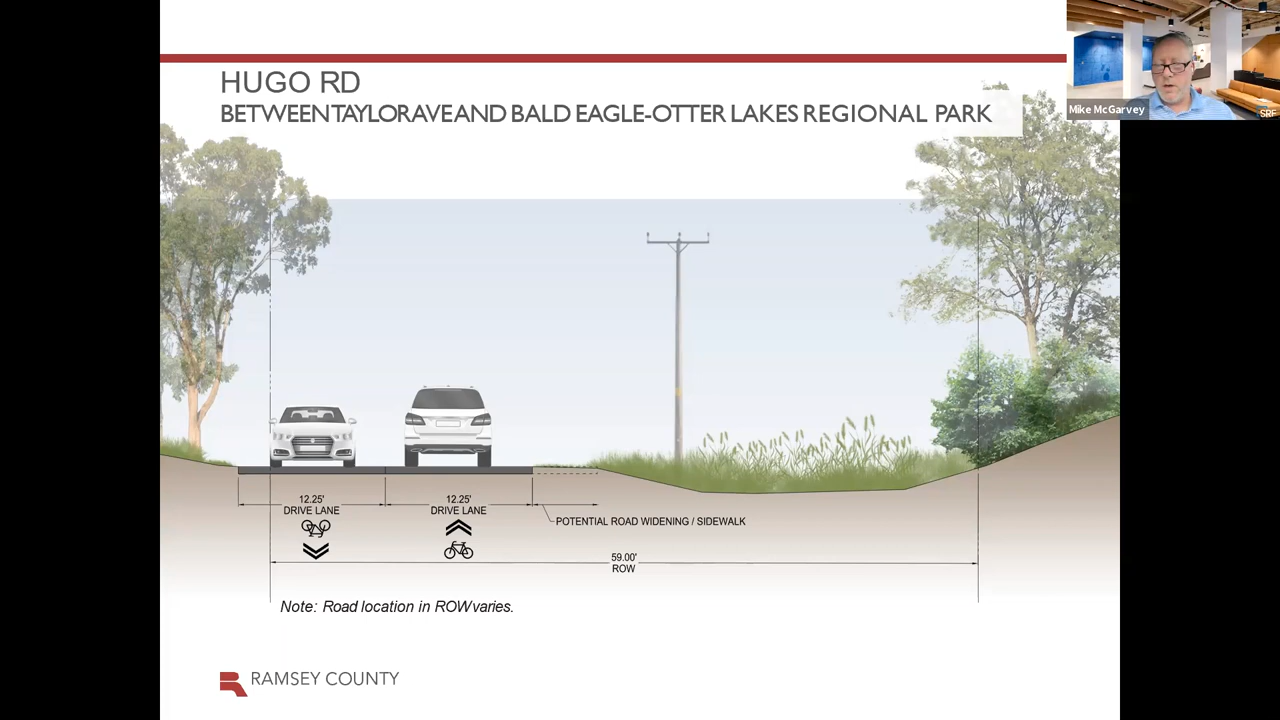 HUGO RD
BETWEENTAYLORAVEAND BALD EAGLE-OTTER LAKES REGIONAL PARK
Mike McGarvey
SRF
12.25'
DRIVE LANE
12.25'
DRIVE LANE
POTENTIAL ROAD WIDENING / SIDEWALK
59.00'
ROW
Note: Road location in ROWvaries.
RAMSEY COUNTY